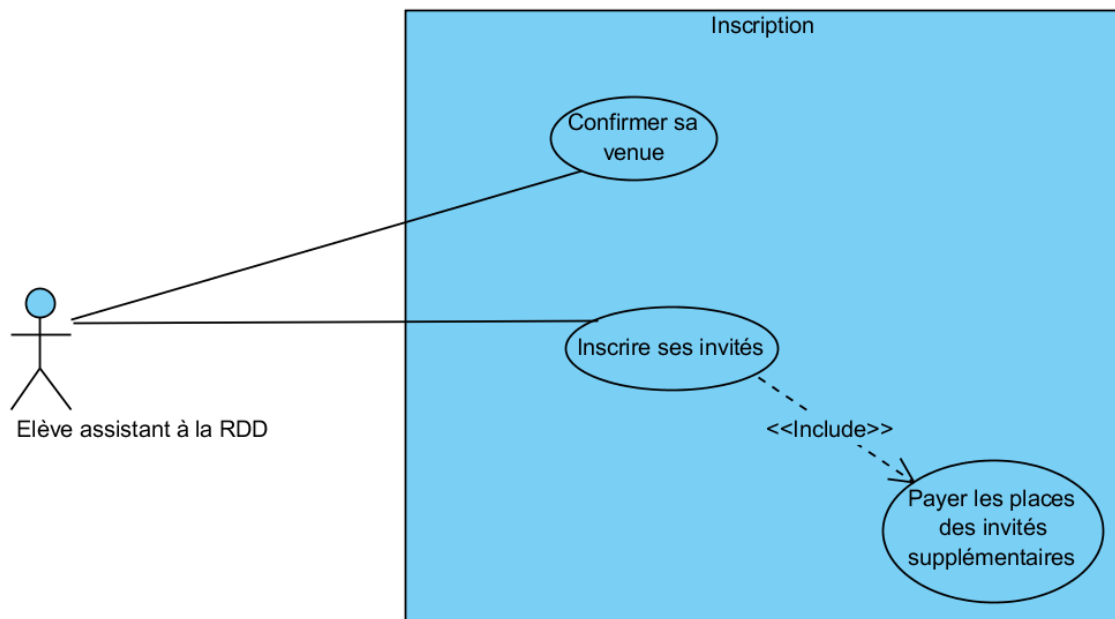 Inscription
Confirmer sa
venue
Inscrire ses invités
Elève assistant à la RDD
<<Include>>
Payer les places
des invités
supplémentaires